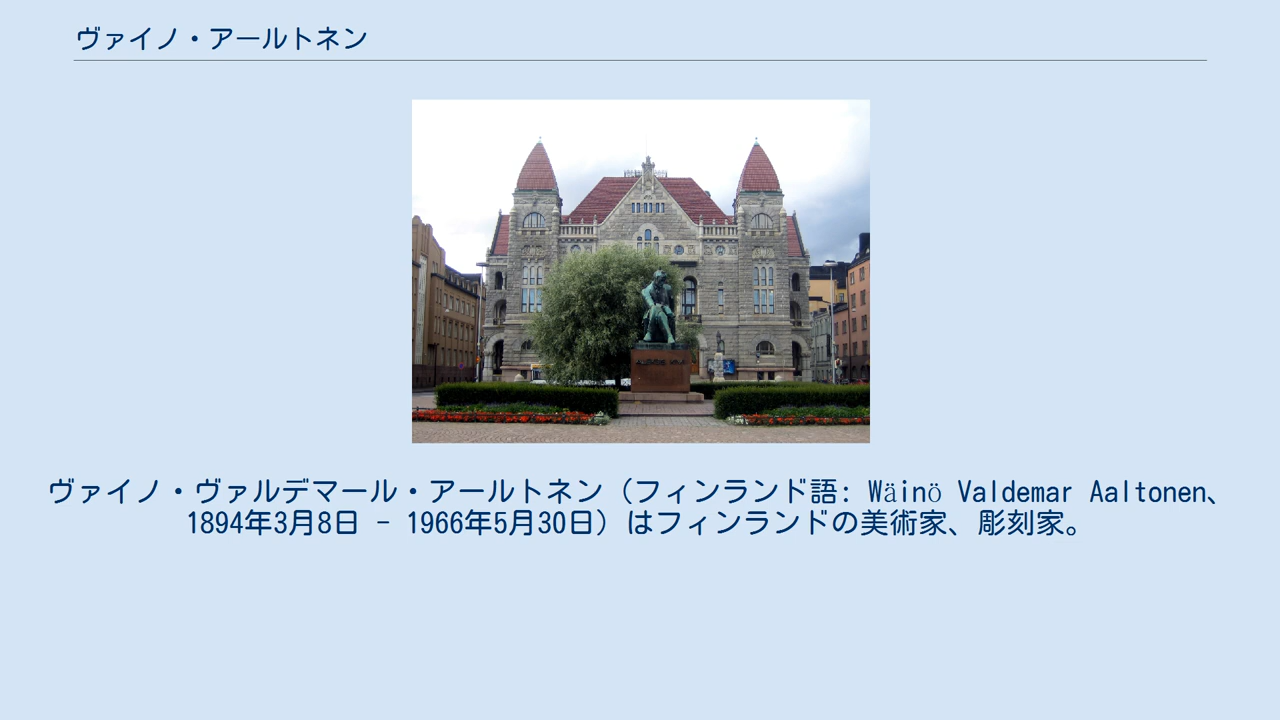 ヴァイノ・アールトネン
ヴァイノ・ヴァルデマール・アールトネン（フィンランド語: Wäinö Valdemar Aaltonen、
1894年3月8日 - 1966年5月30日）はフィンランドの美術家、彫刻家。